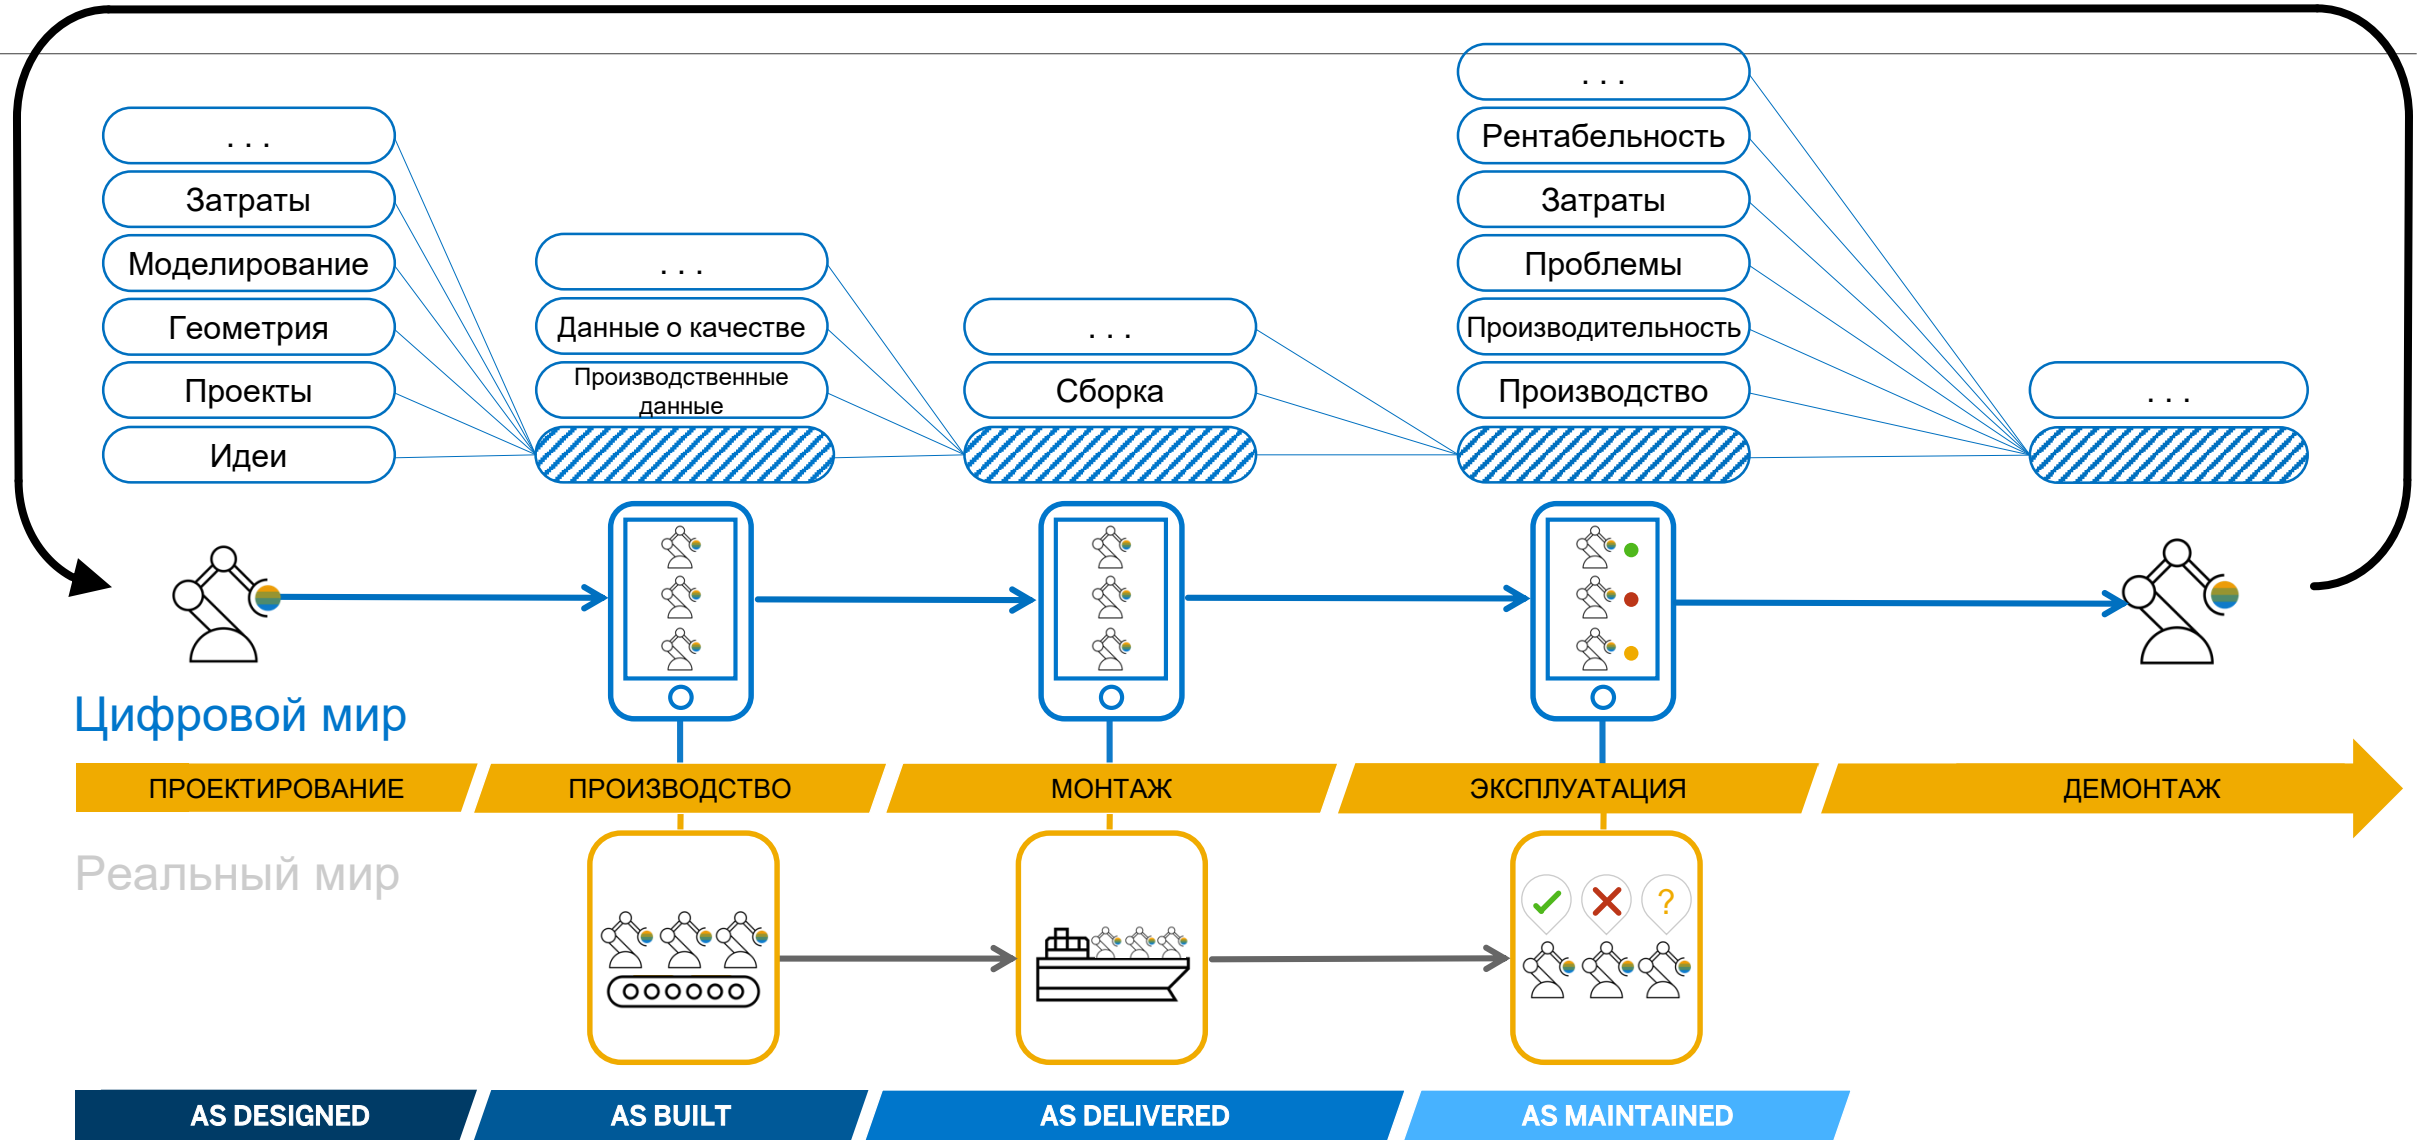 . . .
Затраты
Моделирование
Геометрия
Проекты
Идеи
. . .
Данные о качестве
Производственные
данные
. . .
Сборка
. . .
Рентабельность
Затраты
Проблемы
Производительность
Производство
. . .
Цифровой мир
ПРОЕКТИРОВАНИЕ
ПРОИЗВОДСТВО
МОНТАЖ
ЭКСПЛУАТАЦИЯ
ДЕМОНТАЖ
Реальный мир
?
AS DESIGNED
AS BUILT
AS DELIVERED
AS MAINTAINED